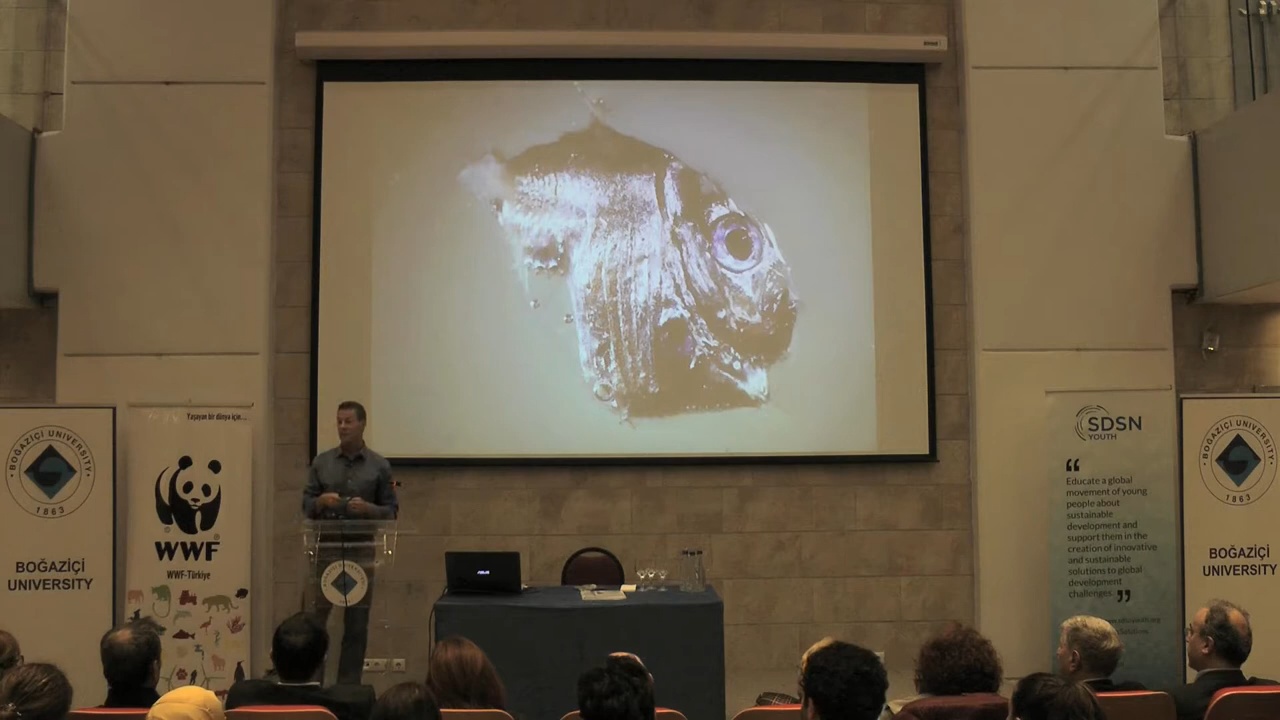 BOĞAZİÇİ UNIVERSITY
1863
BOĞAZİÇİ
UNIVERSITY
Yaşayan bir dünya için...
WWF
WWF-Türkiye
ASUS
SDSN
YOUTH
“
Educate a global
movement of young
people about
sustainable
development and
support them in the
creation of innovative
and sustainable
solutions to global
development
challenges. ”
BOĞAZİÇİ UNIVERSITY
1863
BOĞAZİÇİ
UNIVERSITY